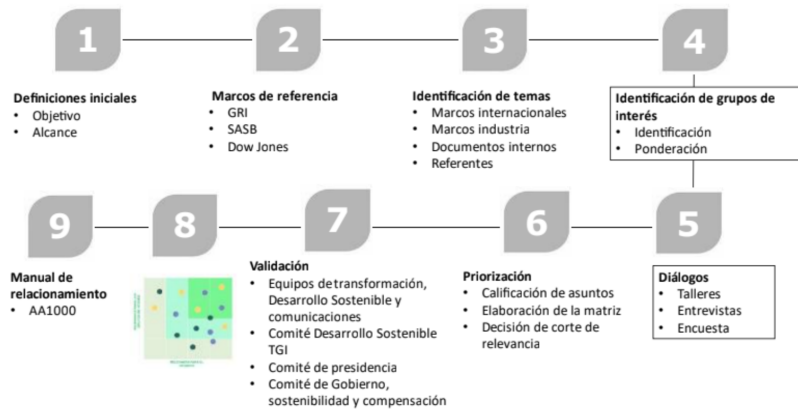 1
2
3
4
Definiciones iniciales
• Objetivo
• Alcance
Marcos de referencia
• GRI
• SASB
• Dow Jones
Identificación de temas
• Marcos internacionales
• Marcos industria
• Documentos internos
• Referentes
Identificación de grupos de
interés
• Identificación
• Ponderación
9
8
7
6
5
Manual de
relacionamiento
• AA1000
Validación
• Equipos de transformación,
Desarrollo Sostenible y
comunicaciones
• Comité Desarrollo Sostenible
TGI
• Comité de presidencia
• Comité de Gobierno,
sostenibilidad y compensación
Priorización
• Calificación de asuntos
• Elaboración de la matriz
• Decisión de corte de
relevancia
Diálogos
• Talleres
• Entrevistas
• Encuesta